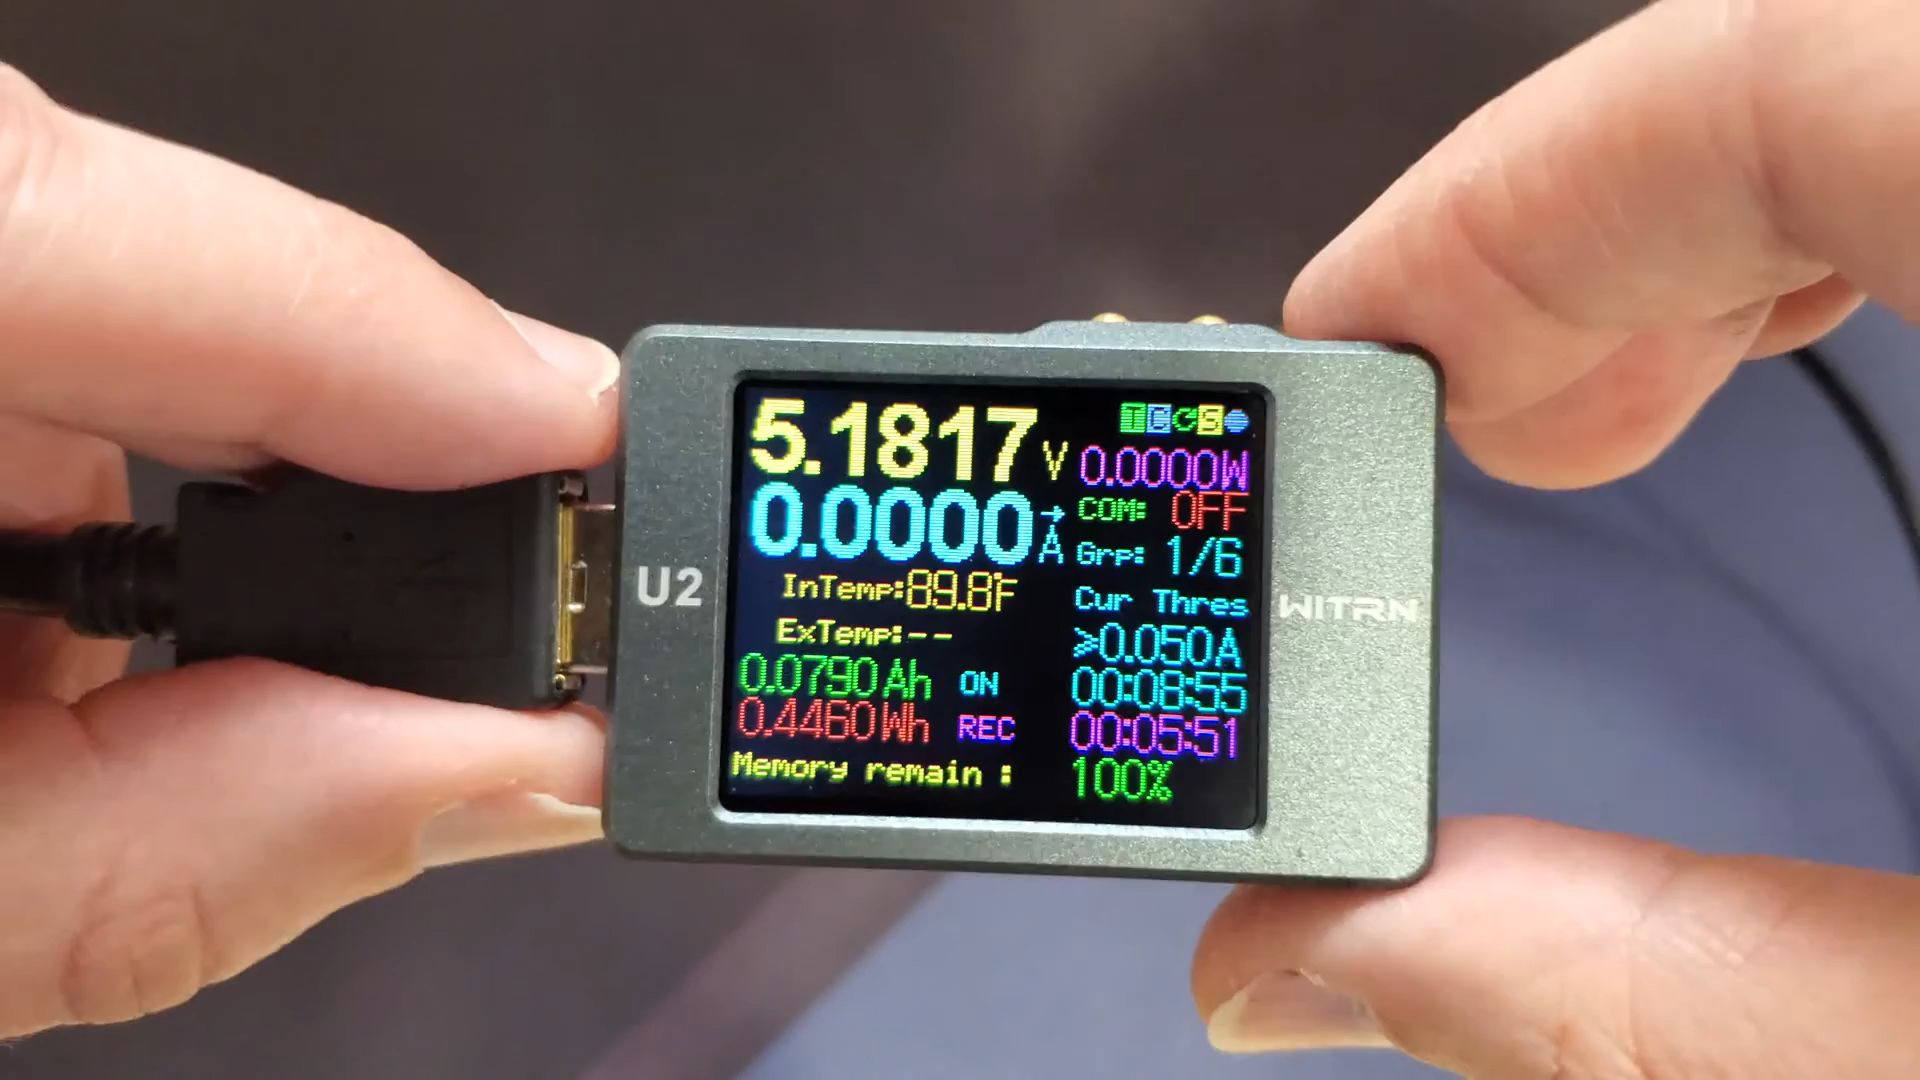 U2
5.1817 V
0.0000 → A
InTemp:89.8°F
ExTemp:--
0.0790Ah ON
0.4460Wh REC
Memory remain : 100%
T C S
0.0000W
COM: OFF
Grp: 1/6
Cur Thres
≥0.050A
00:08:55
00:05:51
WITRN